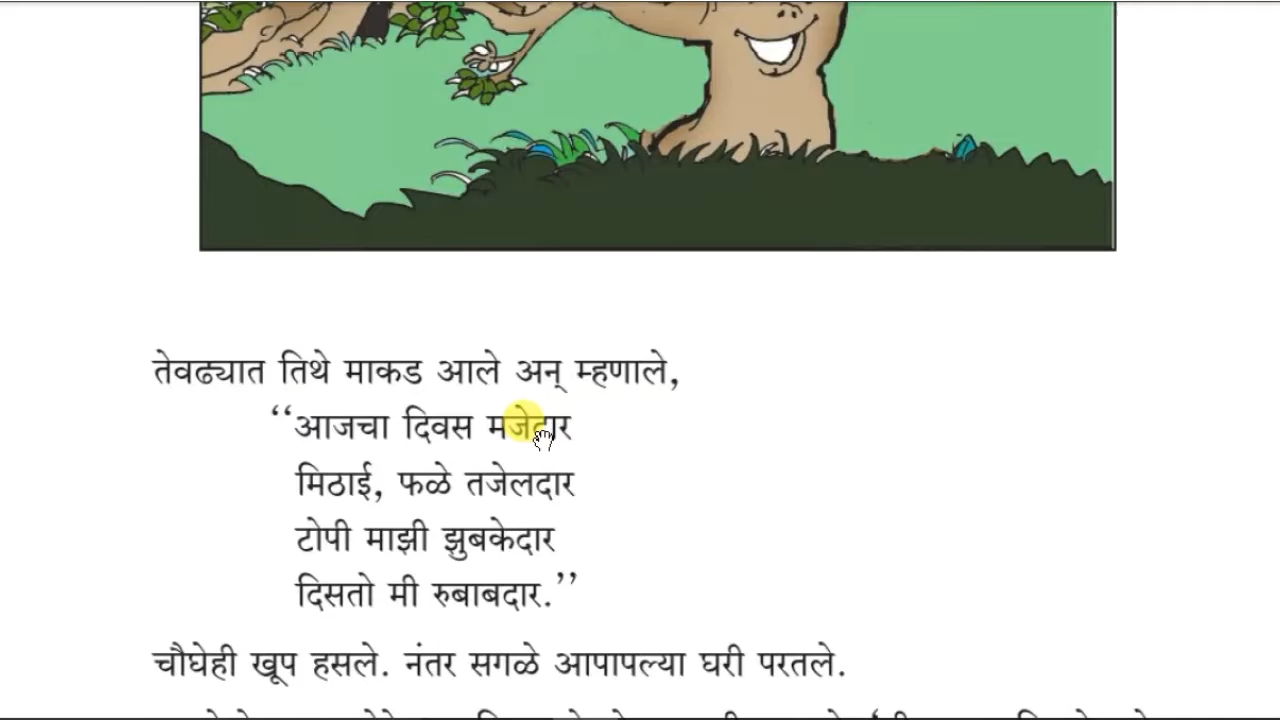 तेवढ्यात तिथे माकड आले अन् म्हणाले,
“आजचा दिवस मजेदार
मिठाई, फळे तजेलदार
टोपी माझी झुबकेदार
दिसतो मी रुबाबदार.”
चौघेही खूप हसले. नंतर सगळे आपापल्या घरी परतले.